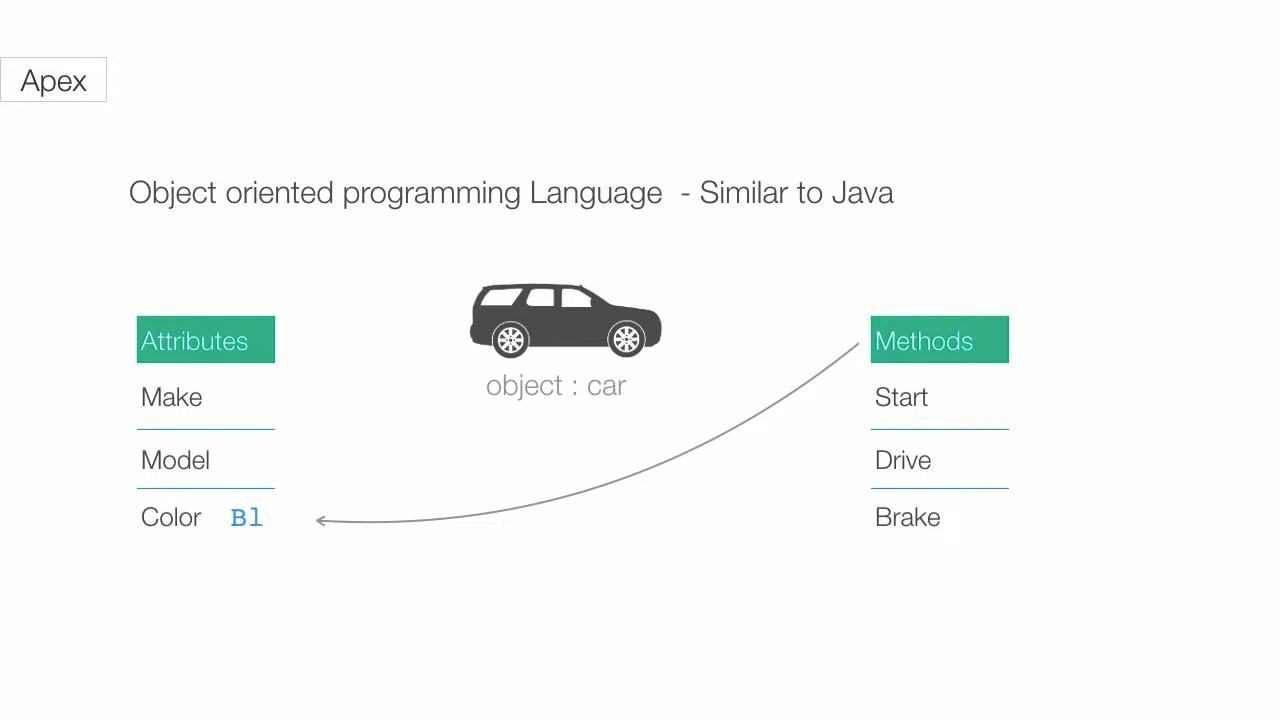 Apex
Object oriented programming Language - Similar to Java
object : car
Attributes
Make
Model
Color Bl
Methods
Start
Drive
Brake